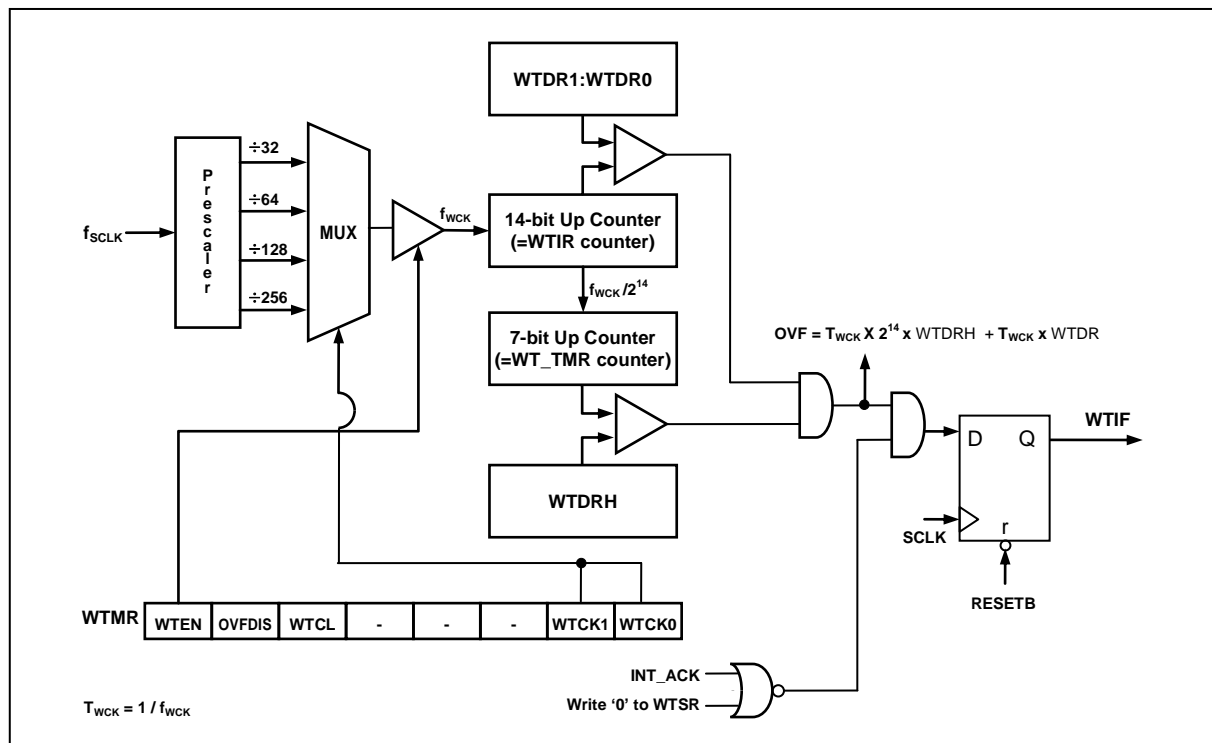 WTDR1:WTDR0
Prescaler
÷32
÷64
÷128
÷256
fSCLK
MUX
fWCK
14-bit Up Counter
(=WTIR counter)
fWCK/2^14
7-bit Up Counter
(=WT_TMR counter)
OVF = TWCK X 2^14 x WTDRH + TWCK x WTDR
WTDRH
D Q
WTIF
SCLK
r
RESETB
WTMR WTEN OVFDIS WTCL - - - WTCK1 WTCK0
INT_ACK
Write ‘0’ to WTSR
TWCK = 1 / fWCK